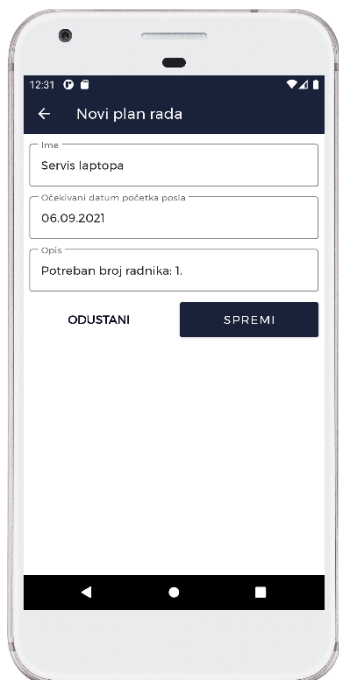 12:31
Novi plan rada
Ime
Servis laptopa
Očekivani datum početka posla
06.09.2021
Opis
Potreban broj radnika: 1.
ODUSTANI SPREMI